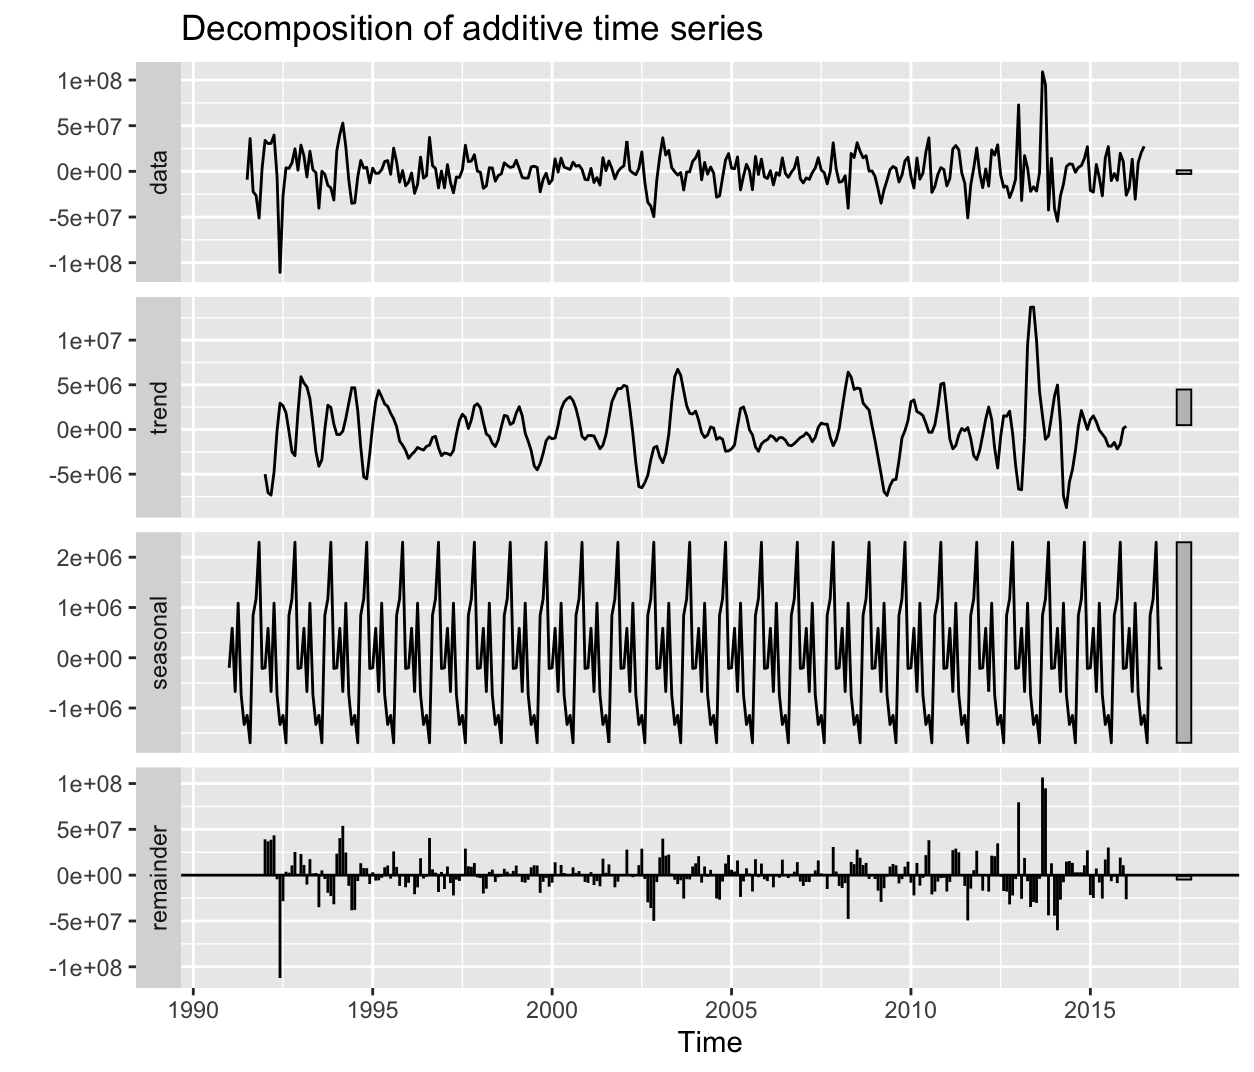 Decomposition of additive time series
1e+08
5e+07
0e+00
-5e+07
-1e+08
data
1e+07
5e+06
0e+00
-5e+06
trend
2e+06
1e+06
0e+00
-1e+06
seasonal
1e+08
5e+07
0e+00
-5e+07
-1e+08
remainder
1990 1995 2000 2005 2010 2015
Time